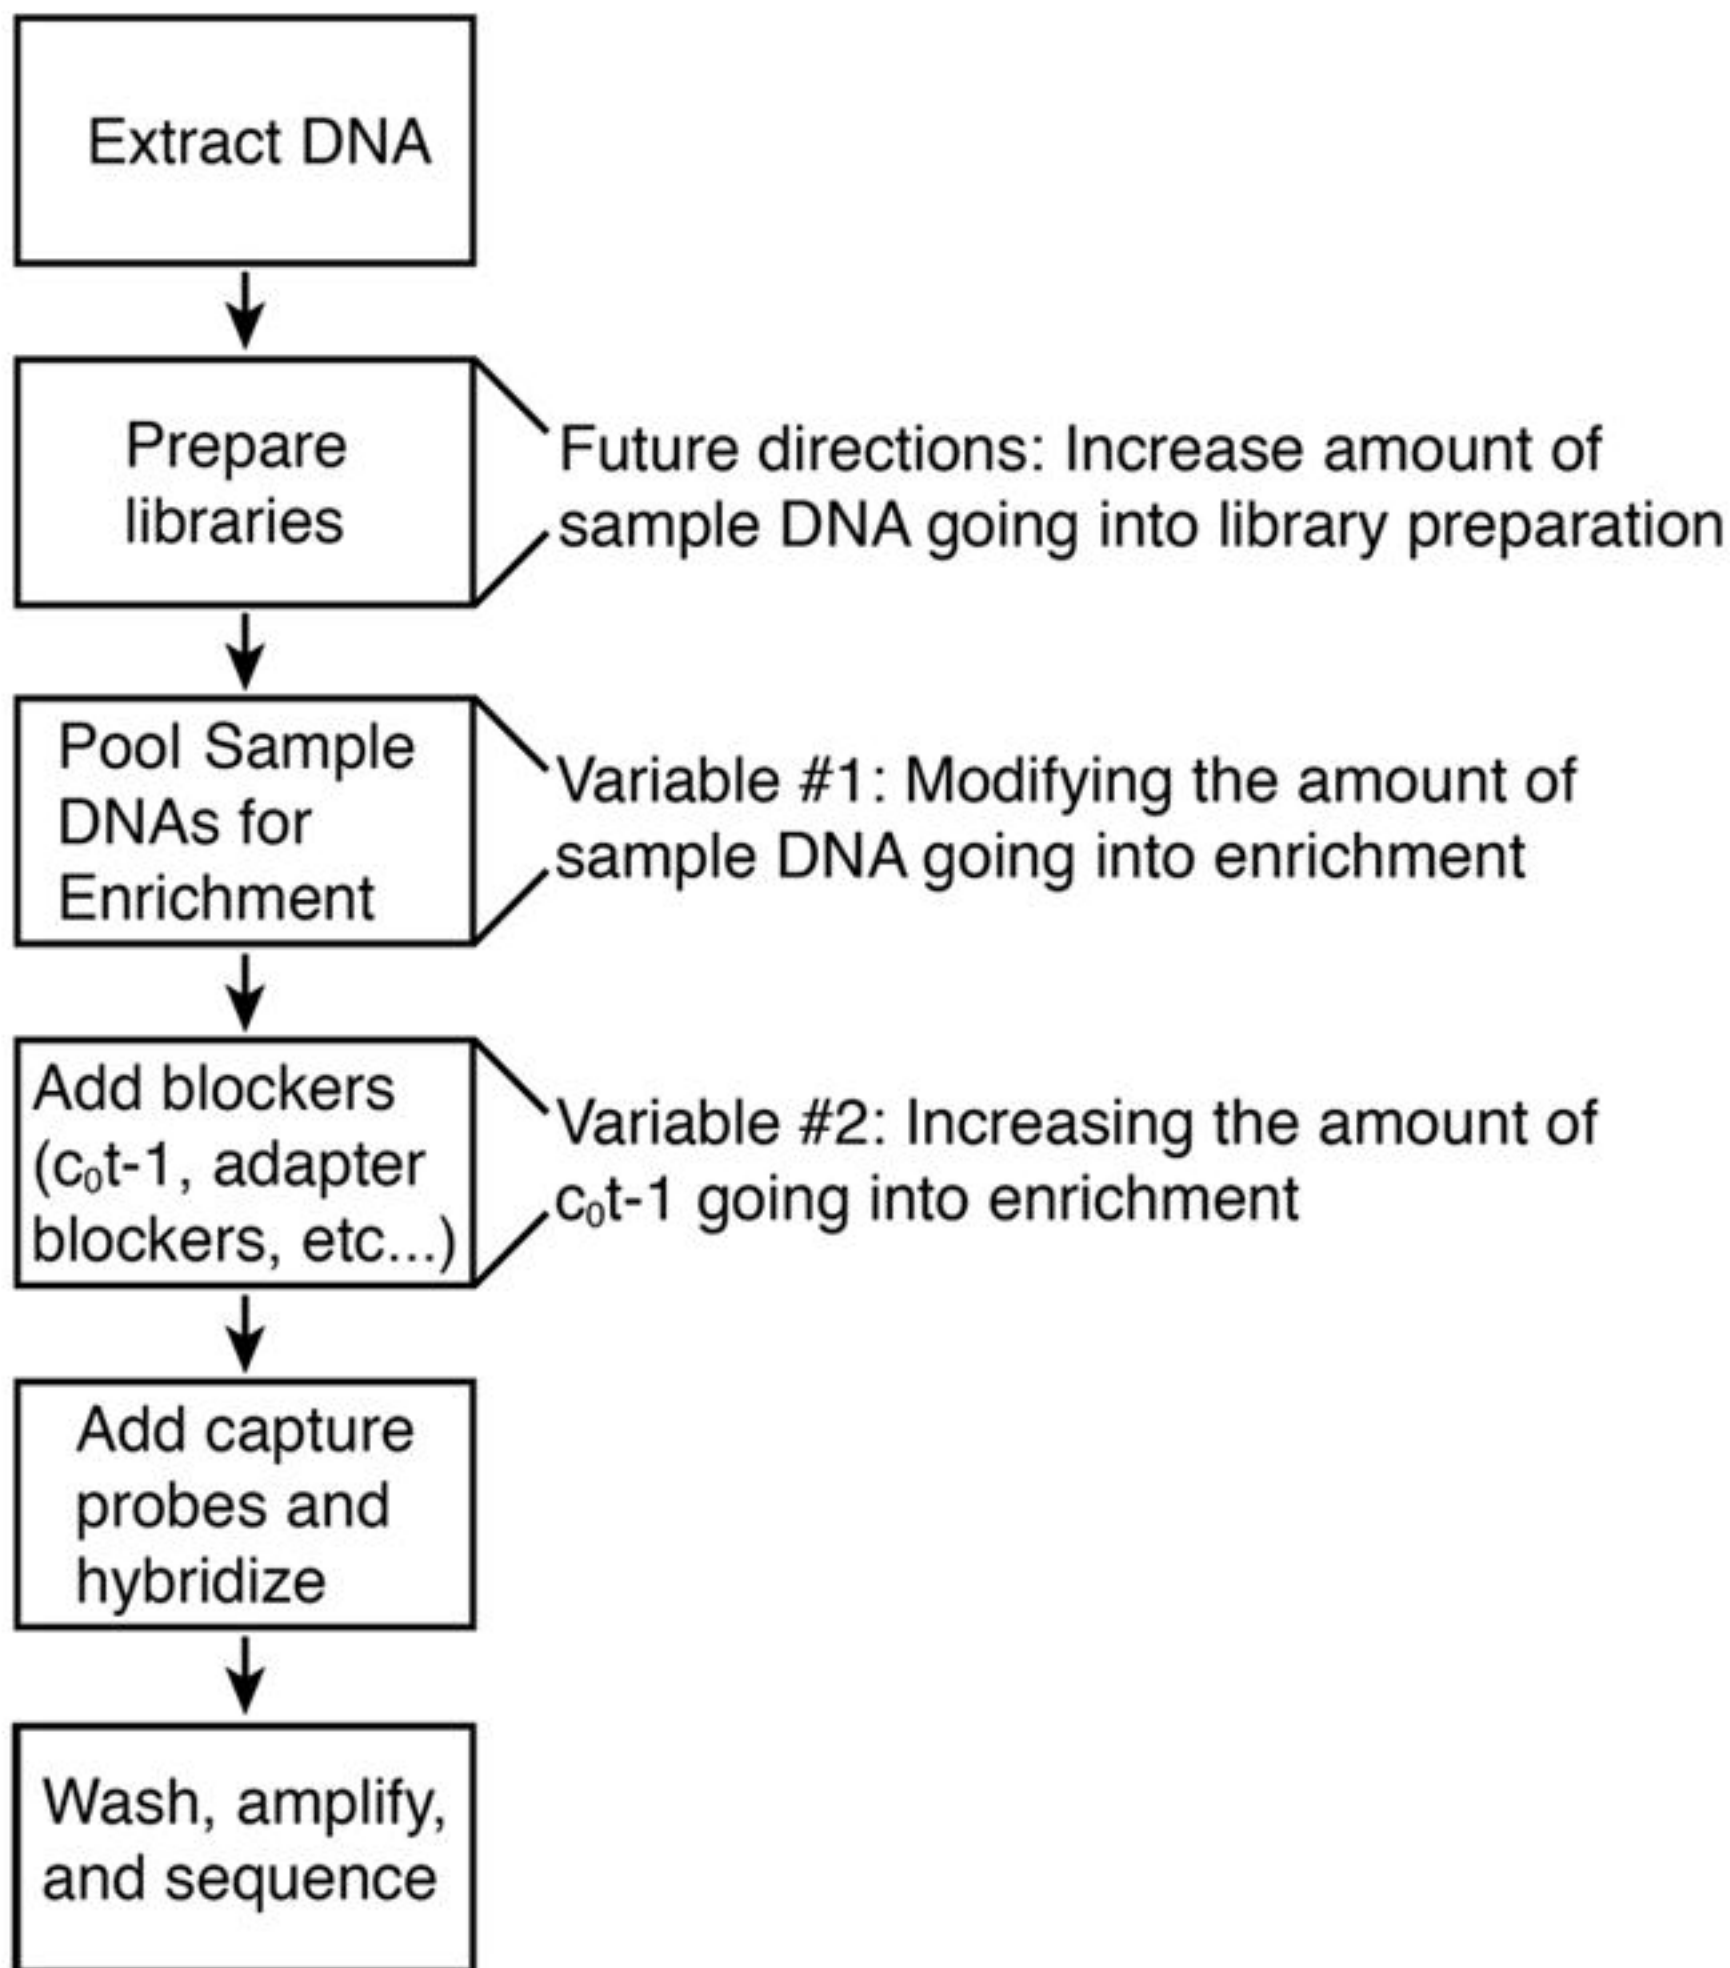 Extract DNA
Prepare
libraries
Future directions: Increase amount of
sample DNA going into library preparation
Pool Sample
DNAs for
Enrichment
Variable #1: Modifying the amount of
sample DNA going into enrichment
Add blockers
(c₀t-1, adapter
blockers, etc...)
Variable #2: Increasing the amount of
c₀t-1 going into enrichment
Add capture
probes and
hybridize
Wash, amplify,
and sequence